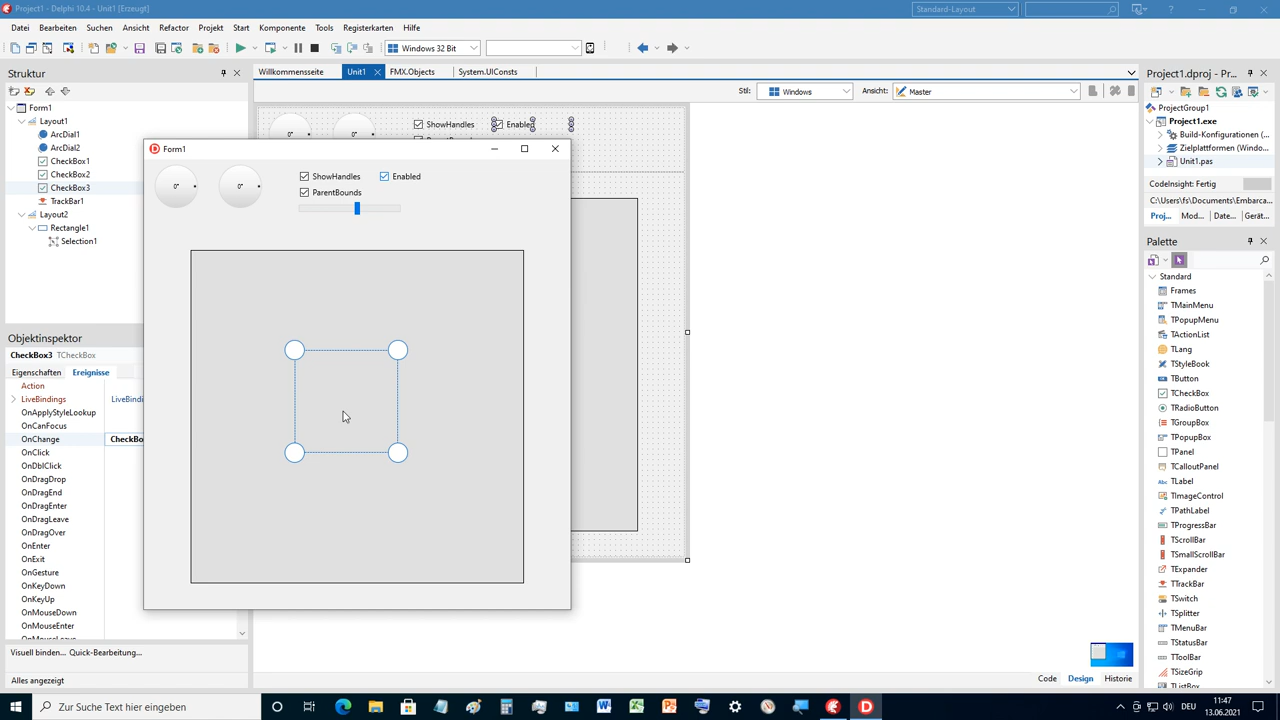 Project1 - Delphi 10.4 - Unit1 [Erzeugt]
Standard-Layout
Datei Bearbeiten Suchen Ansicht Refactor Projekt Start Komponente Tools Registerkarten Hilfe
Windows 32 Bit
Struktur
Form1
Layout1
ArcDial1
ArcDial2
CheckBox1
CheckBox2
CheckBox3
TrackBar1
Layout2
Rectangle1
Selection1
Objektinspektor
CheckBox3 TCheckBox
Eigenschaften Ereignisse
Action
LiveBindings LiveBindi
OnApplyStyleLookup
OnCanFocus
OnChange CheckBo
OnClick
OnDblClick
OnDragDrop
OnDragEnd
OnDragEnter
OnDragLeave
OnDragOver
OnEnter
OnExit
OnGesture
OnKeyDown
OnKeyUp
OnMouseDown
OnMouseEnter
OnMouseLeave
Visuell binden... Quick-Bearbeitung...
Alles angezeigt
Willkommensseite Unit1 FMX.Objects System.UIConsts
Stil: Windows Ansicht: Master
0° 0° ShowHandles Enabled
Form1
0° 0° ShowHandles Enabled
ParentBounds
Code Design Historie
Project1.dproj - Pr...
ProjectGroup1
Project1.exe
Build-Konfigurationen (...
Zielplattformen (Windo...
Unit1.pas
CodeInsight: Fertig
C:\Users\fs\Documents\Embarca...
Proj... Mod... Date... Gerät...
Palette
Standard
Frames
TMainMenu
TPopupMenu
TActionList
TLang
TStyleBook
TButton
TCheckBox
TRadioButton
TGroupBox
TPopupBox
TPanel
TCalloutPanel
TLabel
TImageControl
TPathLabel
TProgressBar
TScrollBar
TSmallScrollBar
TExpander
TTrackBar
TSwitch
TSplitter
TMenuBar
TStatusBar
TToolBar
TSizeGrip
TListBox
Zur Suche Text hier eingeben
DEU
11:47
13.06.2021